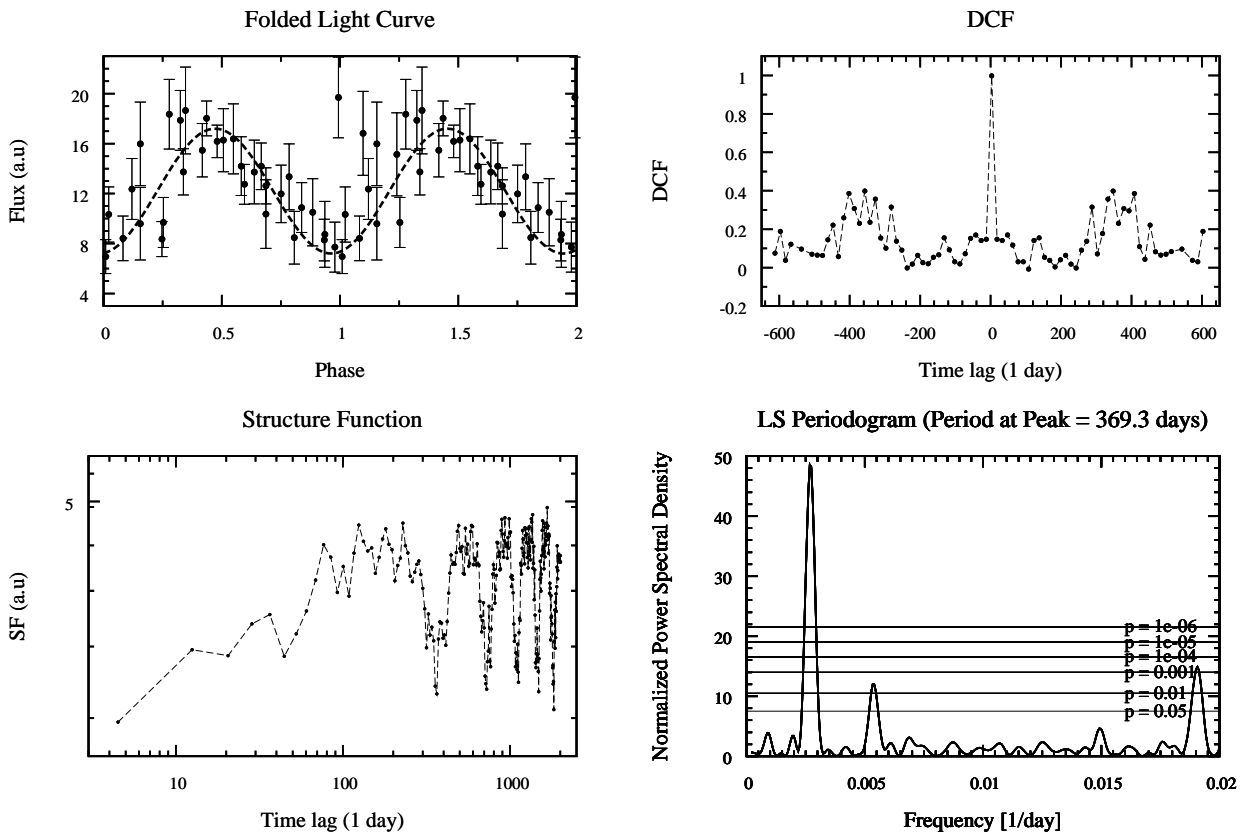 Folded Light Curve
Flux (a.u)
20
16
12
8
4
0 0.5 1 1.5 2
Phase
DCF
DCF
1
0.8
0.6
0.4
0.2
0
-0.2
-600 -400 -200 0 200 400 600
Time lag (1 day)
Structure Function
SF (a.u)
5
10 100 1000
Time lag (1 day)
LS Periodogram (Period at Peak = 369.3 days)
Normalized Power Spectral Density
50
40
30
20
10
0
p = 1e-06
p = 1e-05
p = 1e-04
p = 0.001
p = 0.01
p = 0.05
0 0.005 0.01 0.015 0.02
Frequency [1/day]